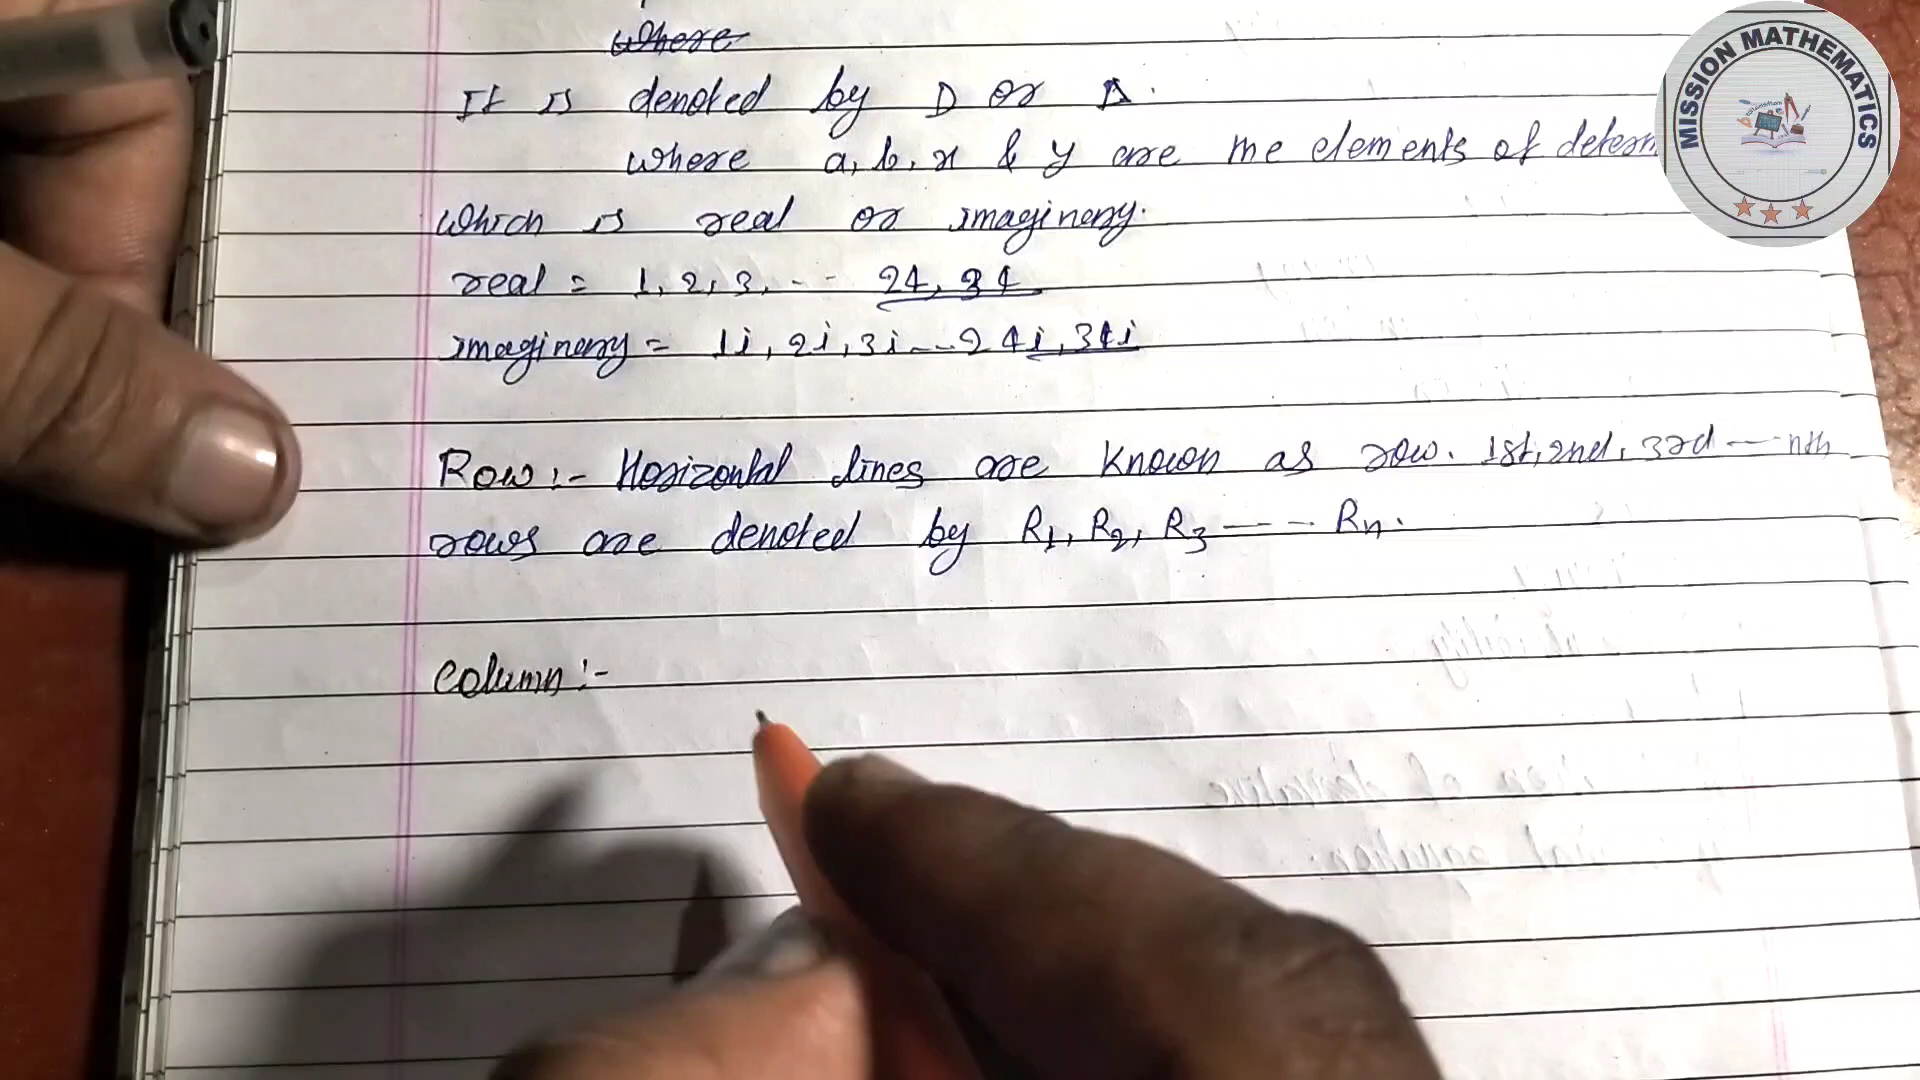 where
It is denoted by D or Δ.
where a, b, x & y are the elements of determ
which is real or imaginery.
real = 1, 2, 3, -- 24, 34
imaginery = 1i, 2i, 3i -- 24i, 34i
Row :- Horizontal lines are known as row. 1st, 2nd, 3rd --- nth
rows are denoted by R1, R2, R3 --- Rn.
Column :-
MISSION MATHEMATICS